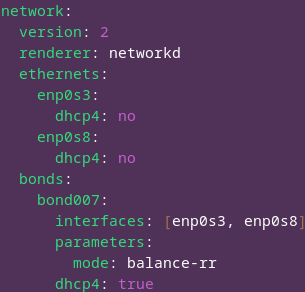 network:
  version: 2
  renderer: networkd
  ethernets:
    enp0s3:
      dhcp4: no
    enp0s8:
      dhcp4: no
  bonds:
    bond007:
      interfaces: [enp0s3, enp0s8]
      parameters:
        mode: balance-rr
      dhcp4: true